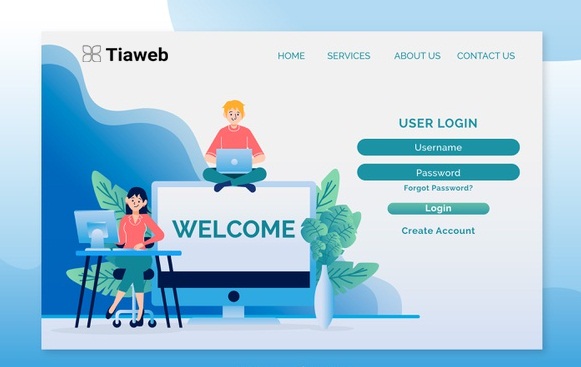 Tiaweb
HOME SERVICES ABOUT US CONTACT US
USER LOGIN
Username
Password
Forgot Password?
Login
Create Account
WELCOME